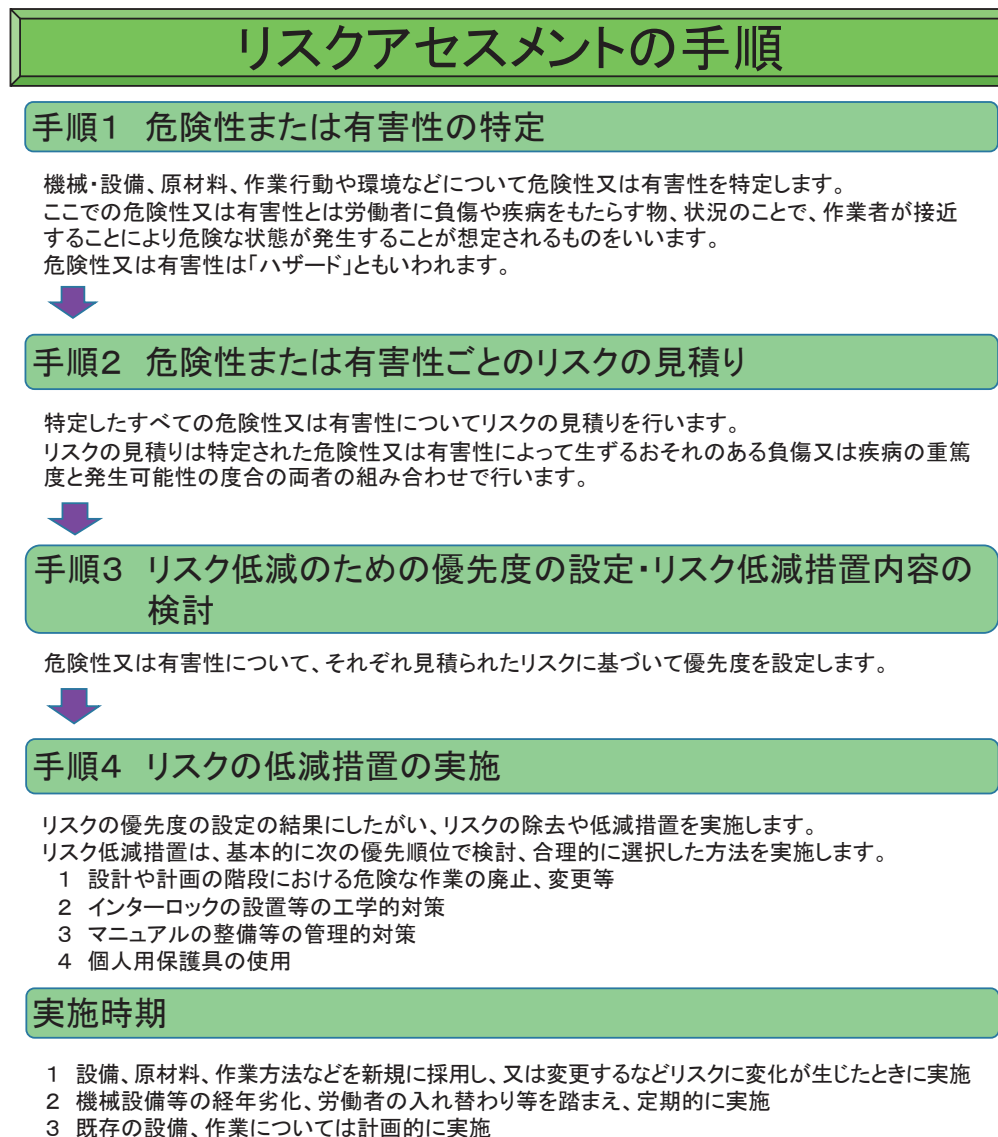 リスクアセスメントの手順
手順1 危険性または有害性の特定
機械・設備、原材料、作業行動や環境などについて危険性又は有害性を特定します。
ここでの危険性又は有害性とは労働者に負傷や疾病をもたらす物、状況のことで、作業者が接近
することにより危険な状態が発生することが想定されるものをいいます。
危険性又は有害性は「ハザード」ともいわれます。
手順2 危険性または有害性ごとのリスクの見積り
特定したすべての危険性又は有害性についてリスクの見積りを行います。
リスクの見積りは特定された危険性又は有害性によって生ずるおそれのある負傷又は疾病の重篤
度と発生可能性の度合の両者の組み合わせで行います。
手順3 リスク低減のための優先度の設定・リスク低減措置内容の
検討
危険性又は有害性について、それぞれ見積られたリスクに基づいて優先度を設定します。
手順4 リスクの低減措置の実施
リスクの優先度の設定の結果にしたがい、リスクの除去や低減措置を実施します。
リスク低減措置は、基本的に次の優先順位で検討、合理的に選択した方法を実施します。
1 設計や計画の階段における危険な作業の廃止、変更等
2 インターロックの設置等の工学的対策
3 マニュアルの整備等の管理的対策
4 個人用保護具の使用
実施時期
1 設備、原材料、作業方法などを新規に採用し、又は変更するなどリスクに変化が生じたときに実施
2 機械設備等の経年劣化、労働者の入れ替わり等を踏まえ、定期的に実施
3 既存の設備、作業については計画的に実施